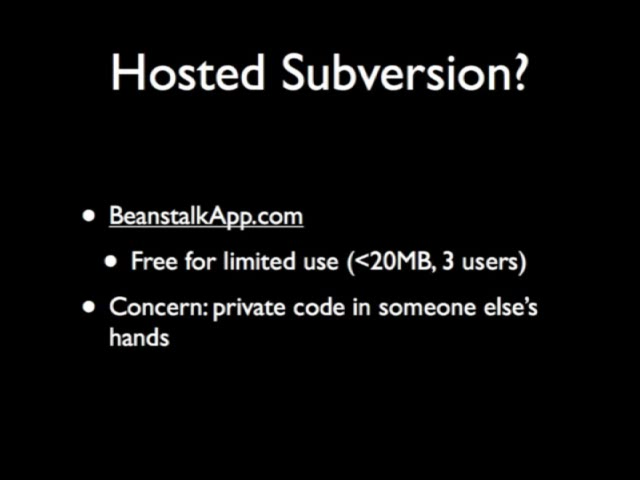 Hosted Subversion?
• BeanstalkApp.com
• Free for limited use (<20MB, 3 users)
• Concern: private code in someone else's
hands